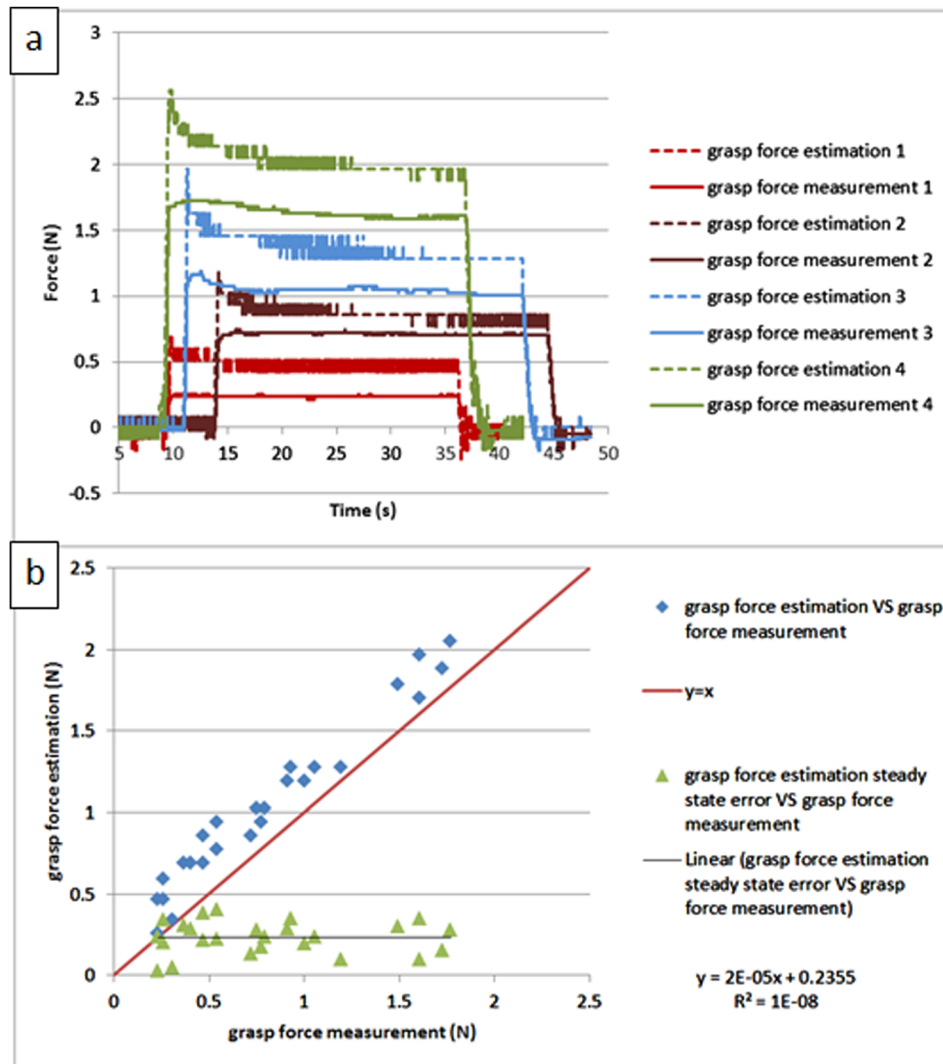 a
3
2.5
2
1.5
1
0.5
0
-0.5
Force (N)
5 10 15 20 25 30 35 40 45 50
Time (s)
grasp force estimation 1
grasp force measurement 1
grasp force estimation 2
grasp force measurement 2
grasp force estimation 3
grasp force measurement 3
grasp force estimation 4
grasp force measurement 4
b
2.5
2
1.5
1
0.5
0
grasp force estimation (N)
0 0.5 1 1.5 2 2.5
grasp force measurement (N)
grasp force estimation VS grasp
force measurement
y=x
grasp force estimation steady
state error VS grasp force
measurement
Linear (grasp force estimation
steady state error VS grasp
force measurement)
y = 2E-05x + 0.2355
R² = 1E-08